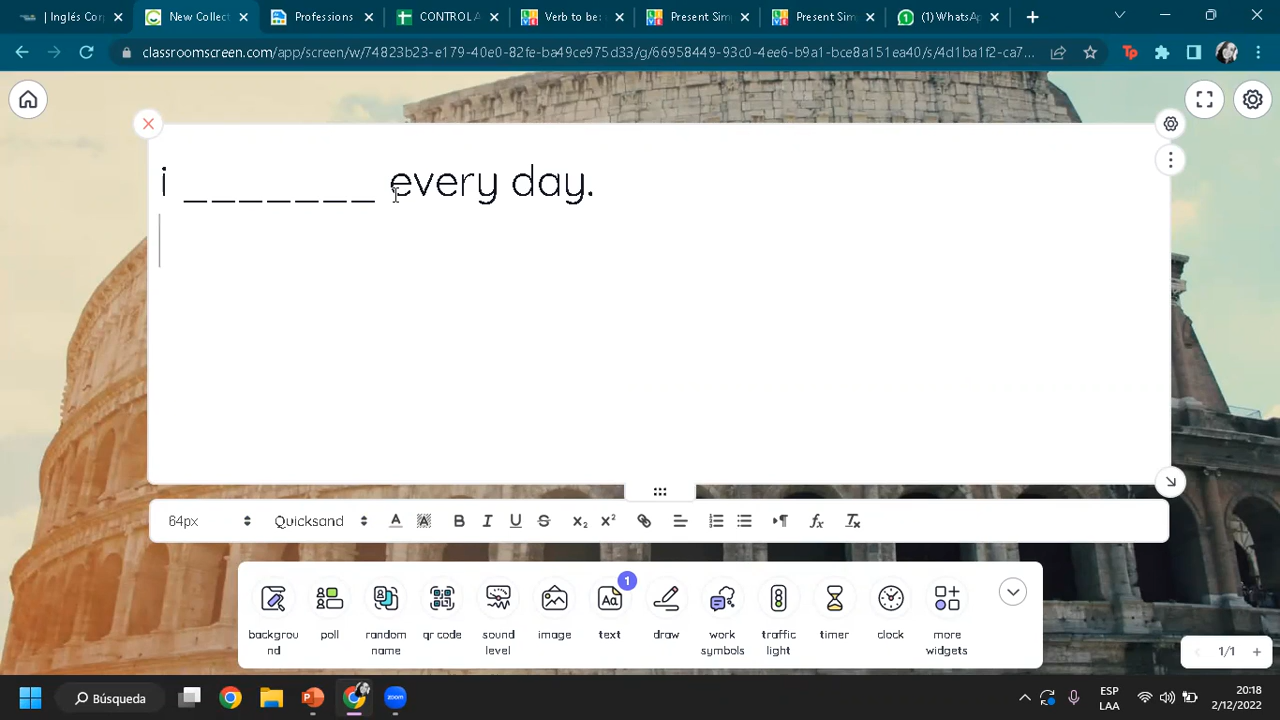 | Inglés Cor
New Collect
Professions
CONTROL A
Verb to be:
Present Sim
Present Sim
(1) WhatsA
classroomscreen.com/app/screen/w/74823b23-e179-40e0-82fe-ba49ce975d33/g/66958449-93c0-4ee6-b9a1-bce8a151ea40/s/4d1ba1f2-ca7...
i _ _ _ _ _ _ _ every day.
64px
Quicksand
1
backgrou
nd
poll
random
name
qr code
sound
level
image
text
draw
work
symbols
traffic
light
timer
clock
more
widgets
1/1
Búsqueda
ESP
LAA
20:18
2/12/2022